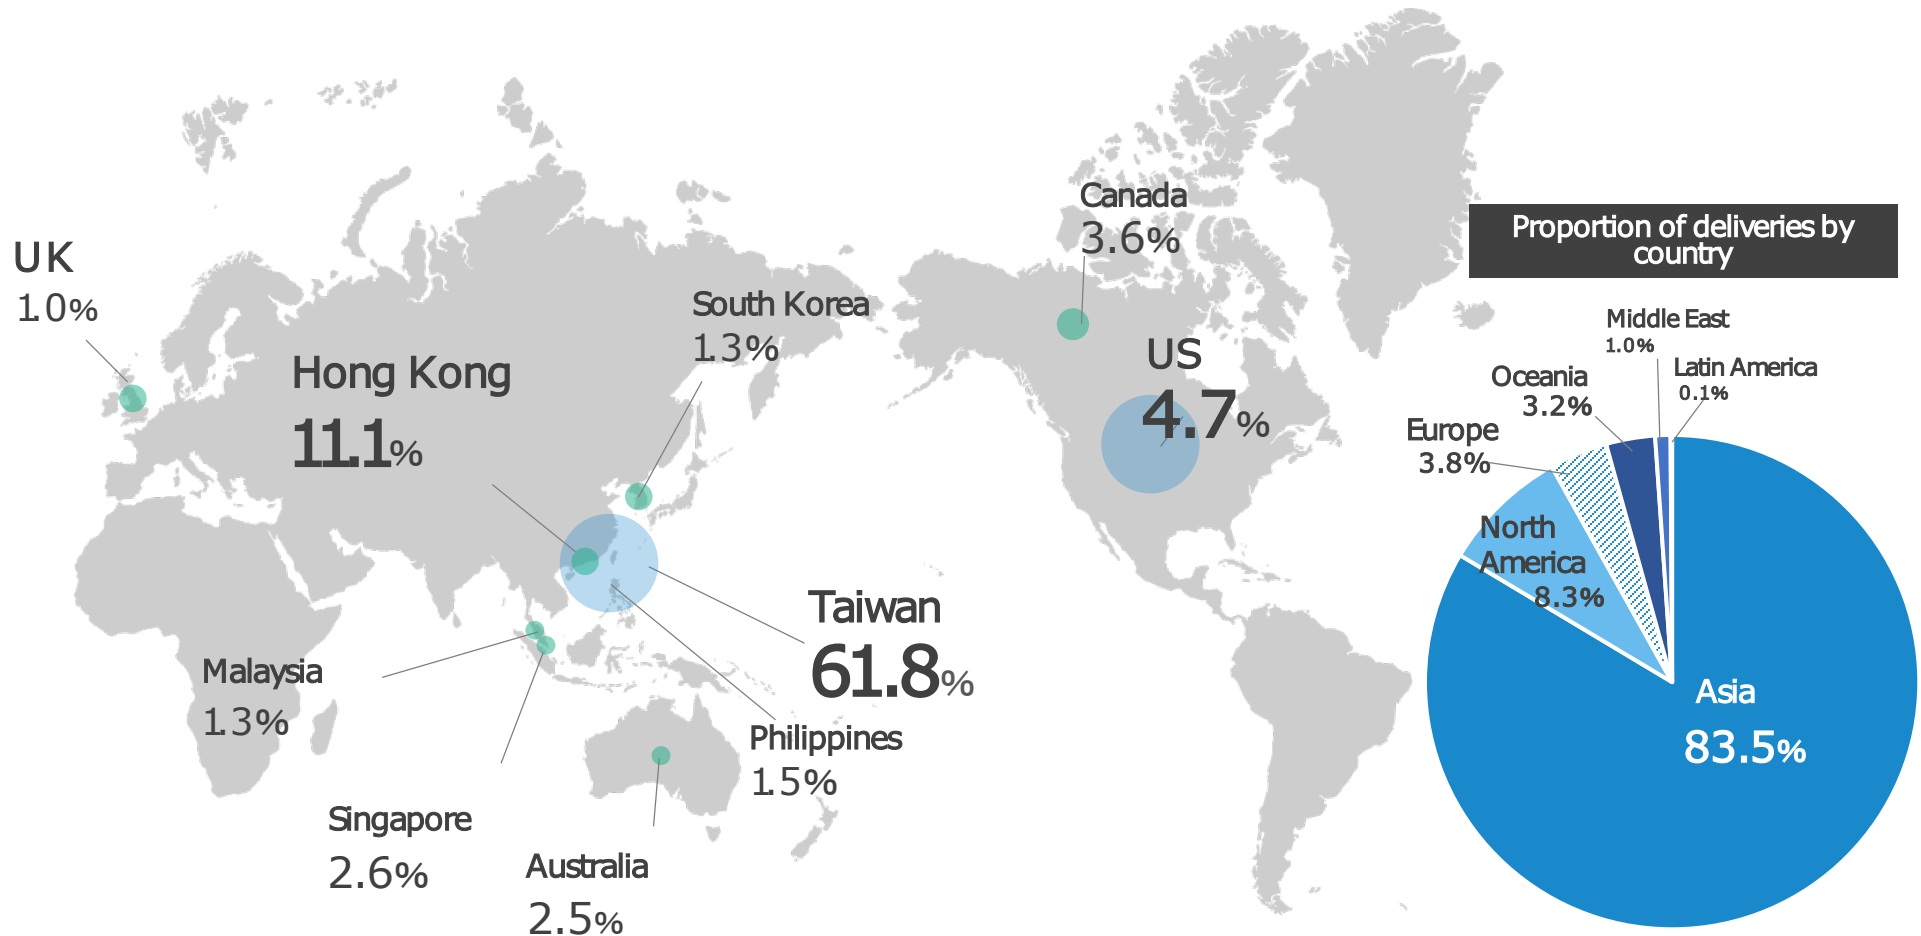 UK
1.0%
Hong Kong
11.1%
South Korea
1.3%
Canada
3.6%
US
4.7%
Taiwan
61.8%
Malaysia
1.3%
Philippines
1.5%
Singapore
2.6%
Australia
2.5%
Proportion of deliveries by
country
Middle East
1.0%
Latin America
0.1%
Oceania
3.2%
Europe
3.8%
North
America
8.3%
Asia
83.5%